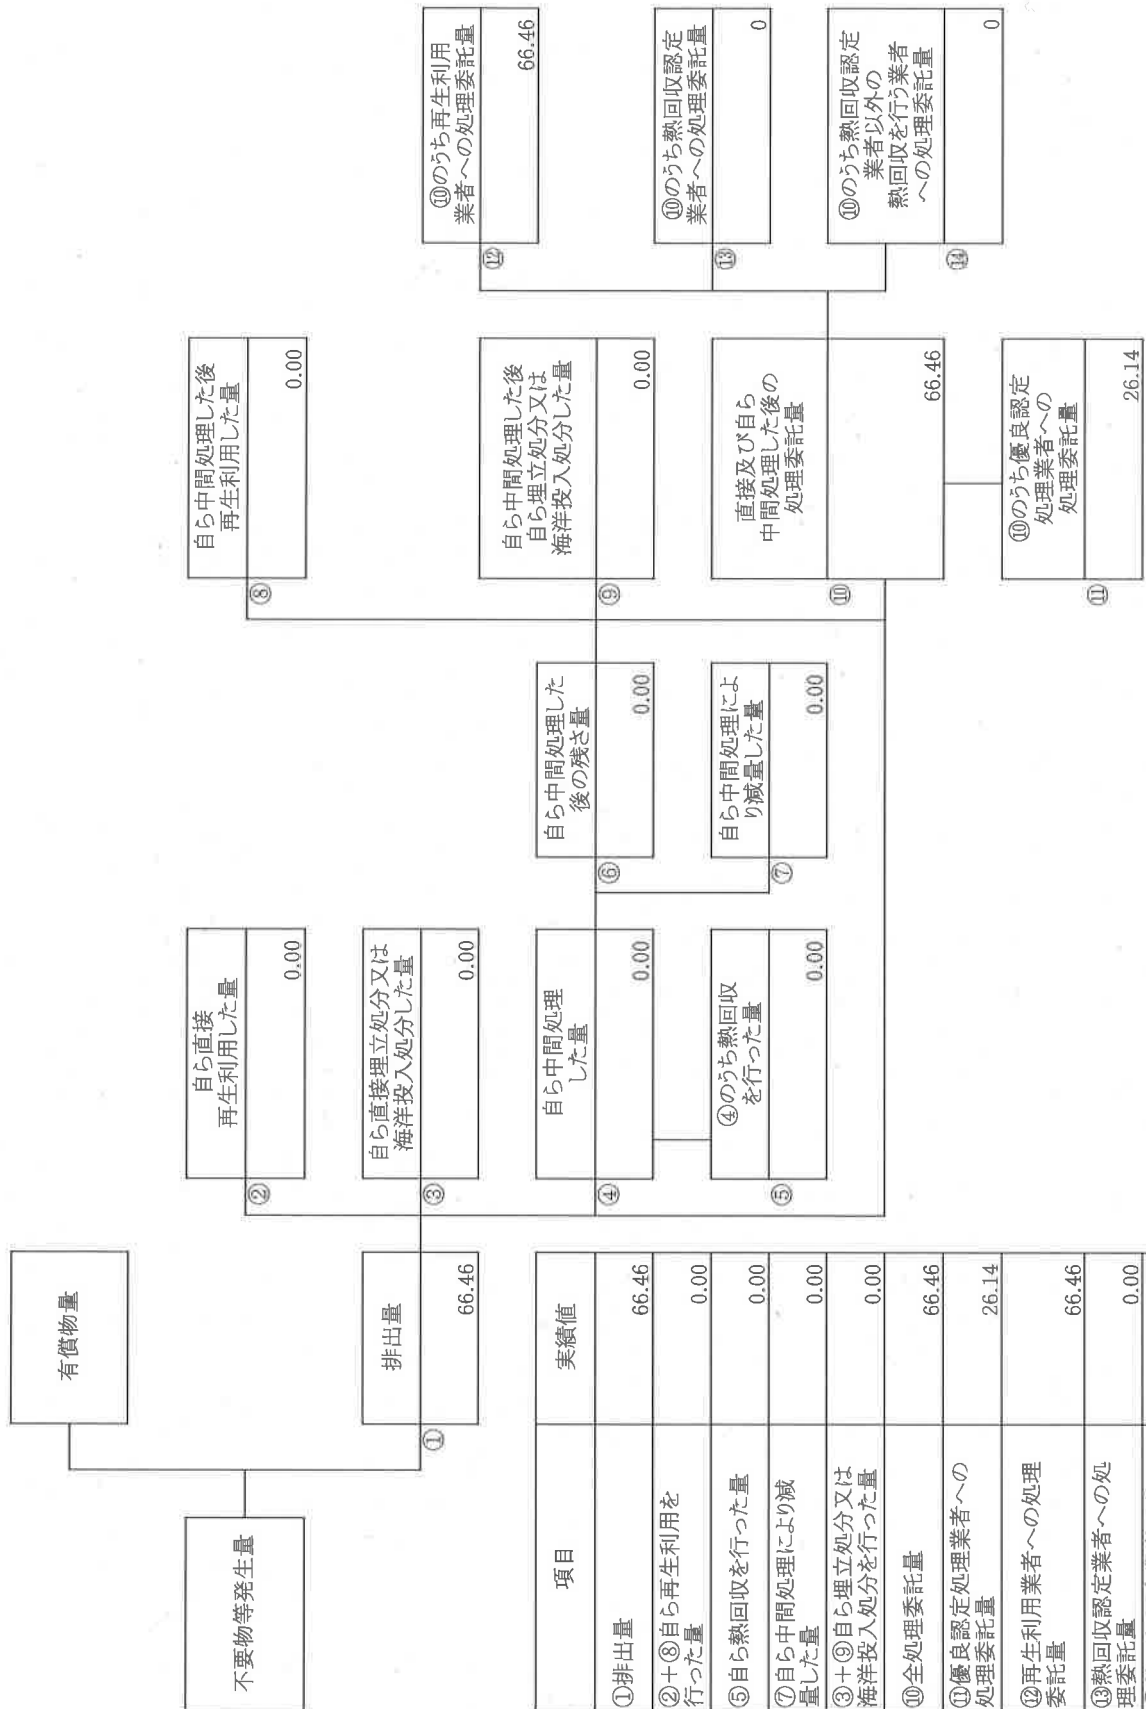 不要物等発生量
有償物量
①
排出量
66.46
②
自ら直接
再生利用した量
0.00
③
自ら直接埋立処分又は
海洋投入処分した量
0.00
④
自ら中間処理
した量
0.00
⑤
④のうち熱回収
を行った量
0.00
⑥
自ら中間処理した
後の残さ量
0.00
⑦
自ら中間処理によ
り減量した量
0.00
⑧
自ら中間処理した後
再生利用した量
0.00
⑨
自ら中間処理した後
自ら埋立処分又は
海洋投入処分した量
0.00
⑩
直接及び自ら
中間処理した後の
処理委託量
66.46
⑪
⑩のうち優良認定
処理業者への
処理委託量
26.14
⑫
⑩のうち再生利用
業者への処理委託量
66.46
⑬
⑩のうち熱回収認定
業者への処理委託量
0
⑭
⑩のうち熱回収認定
業者以外の
熱回収を行う業者
への処理委託量
0
項目 実績値
①排出量 66.46
②+⑧自ら再生利用を
行った量 0.00
⑤自ら熱回収を行った量 0.00
⑦自ら中間処理により減
量した量 0.00
③+⑨自ら埋立処分又は
海洋投入処分を行った量 0.00
⑩全処理委託量 66.46
⑪優良認定処理業者への
処理委託量 26.14
⑫再生利用業者への処理
委託量 66.46
⑬熱回収認定業者への処
理委託量 0.00